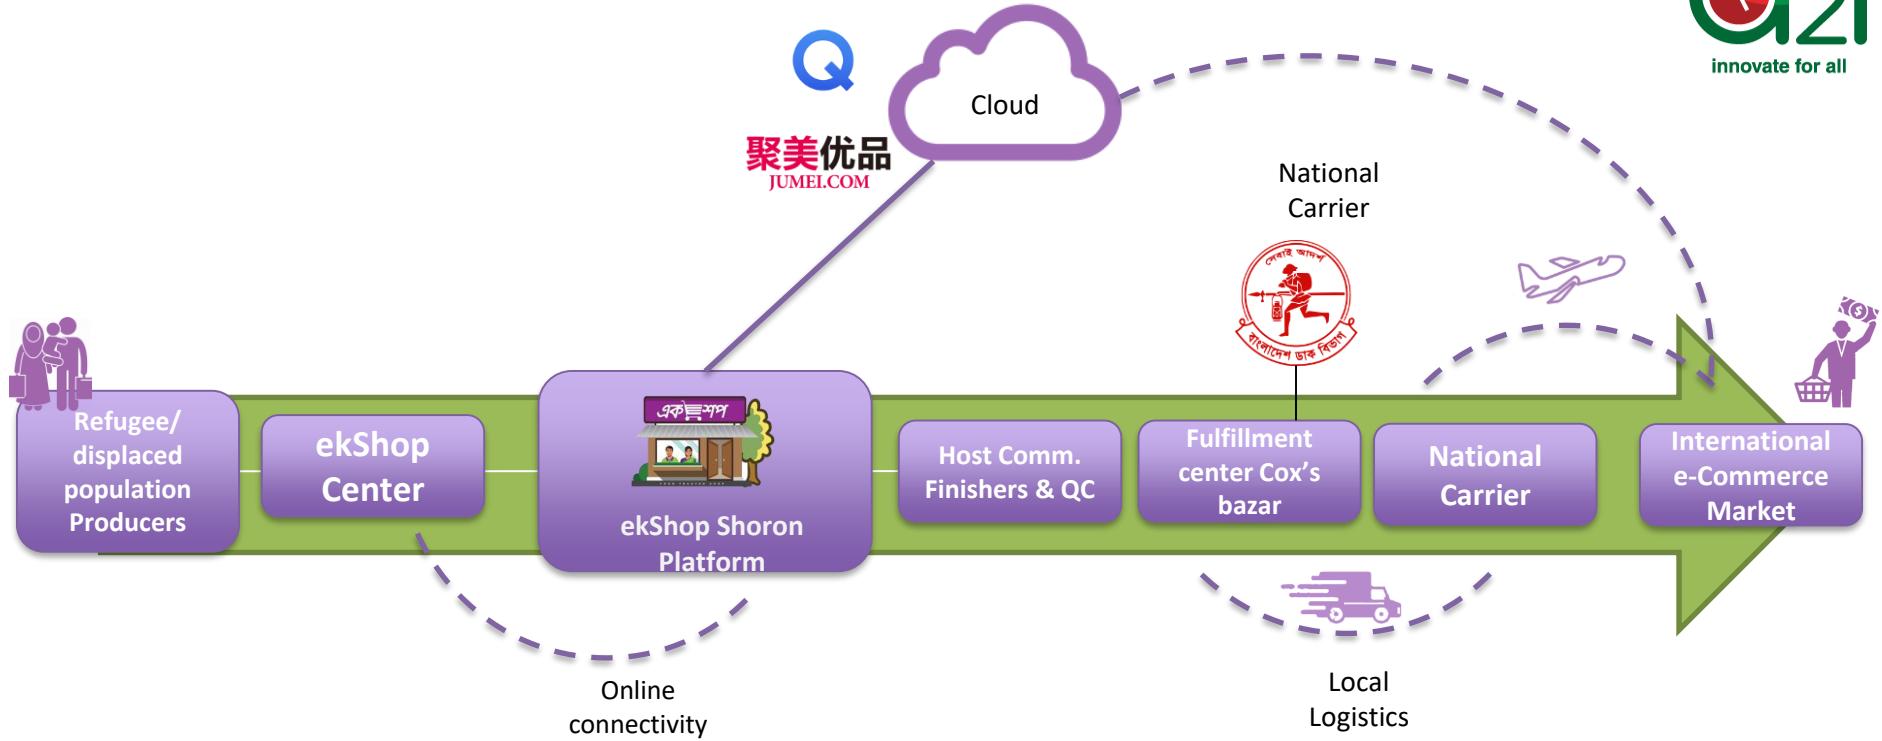 a2i
innovate for all
Q
Cloud
聚美优品
JUMEI.COM
National
Carrier
সেবাই আদর্শ
বাংলাদেশ ডাক বিভাগ
Refugee/
displaced
population
Producers
ekShop
Center
একশপ
ekShop Shoron
Platform
Host Comm.
Finishers & QC
Fulfillment
center Cox’s
bazar
National
Carrier
International
e-Commerce
Market
Online
connectivity
Local
Logistics